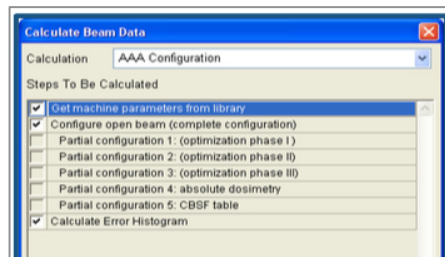 Calculate Beam Data
Calculation AAA Configuration
Steps To Be Calculated
Get machine parameters from library
Configure open beam (complete configuration)
Partial configuration 1: (optimization phase I )
Partial configuration 2: (optimization phase II)
Partial configuration 3: (optimization phase III)
Partial configuration 4: absolute dosimetry
Partial configuration 5: CBSF table
Calculate Error Histogram